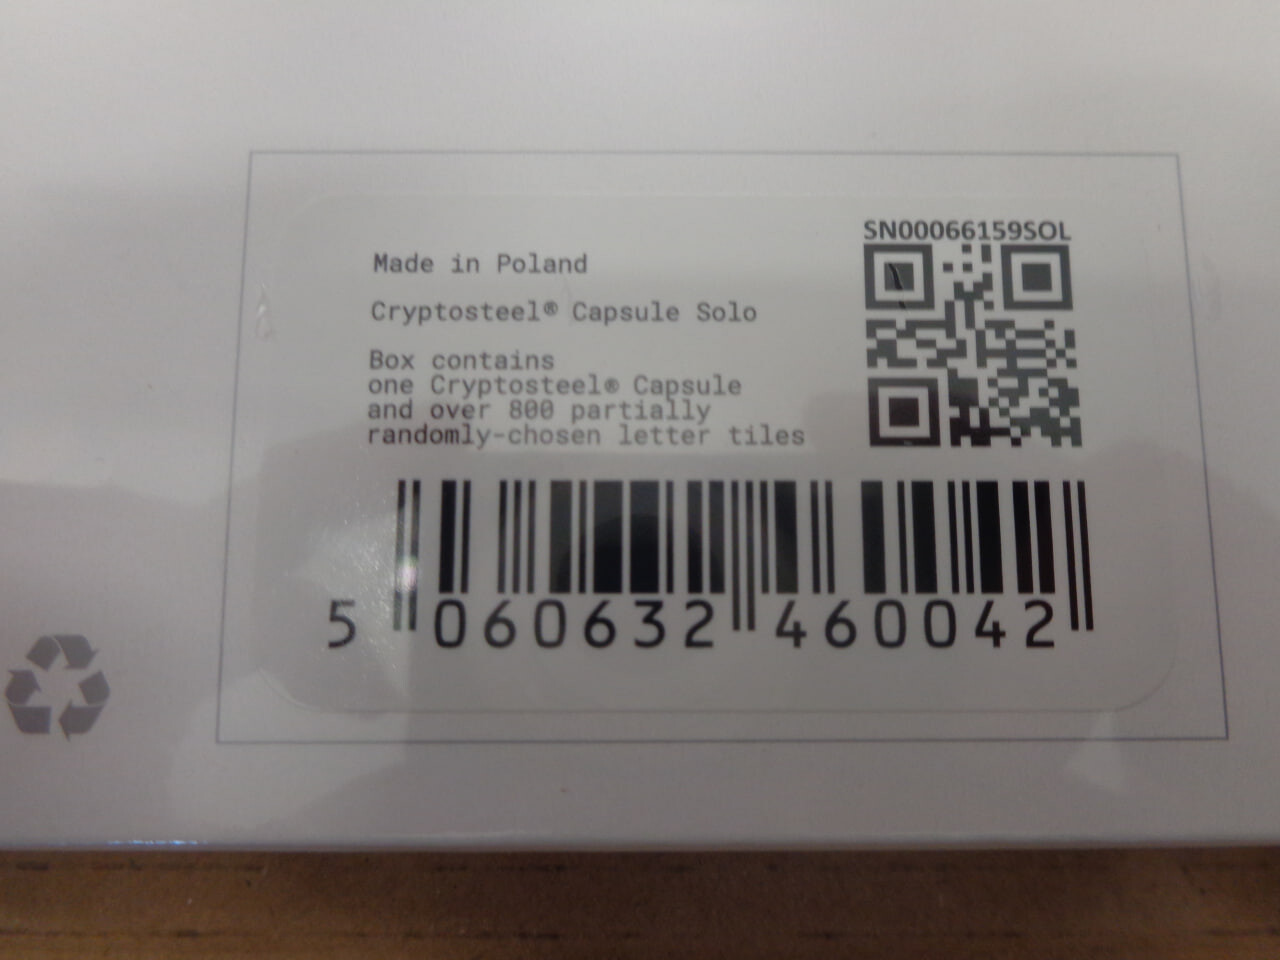 SN00066159SOL
Made in Poland
Cryptosteel® Capsule Solo
Box contains
one Cryptosteel® Capsule
and over 800 partially
randomly-chosen letter tiles
5 060632 460042